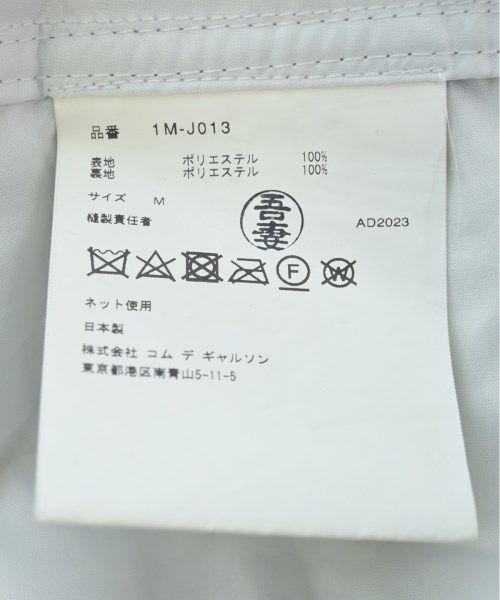 品番 1M-J013
表地 ポリエステル 100%
裏地 ポリエステル 100%
サイズ M
縫製責任者 吾妻 AD2023
F W
ネット使用
日本製
株式会社 コム デ ギャルソン
東京都港区南青山5-11-5